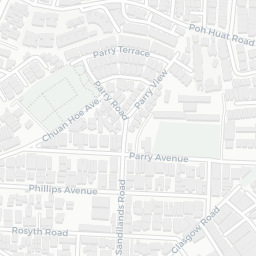 Poh Huat Road
Parry Terrace
Parry View
Parry Road
Chuan Hoe Ave
Parry Avenue
Phillips Avenue
Sandilands Road
Glasgow Road
Rosyth Road